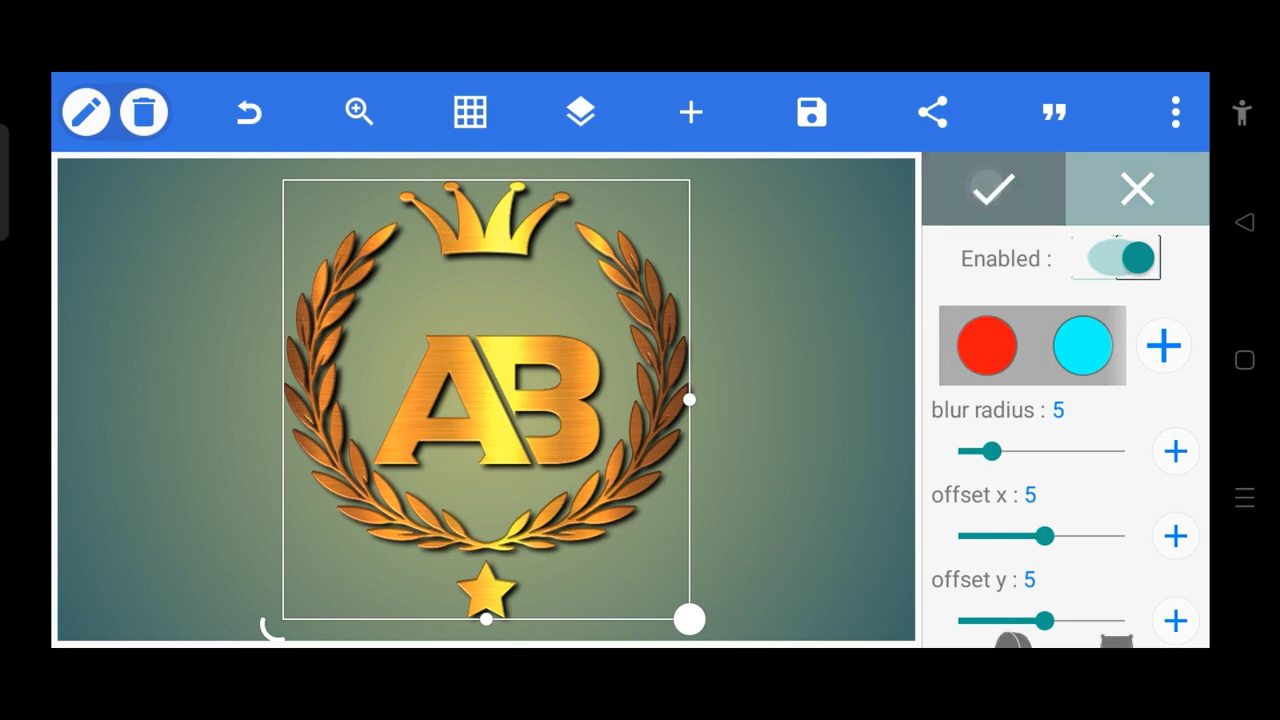 Enabled :
AB
blur radius : 5
offset x : 5
offset y : 5